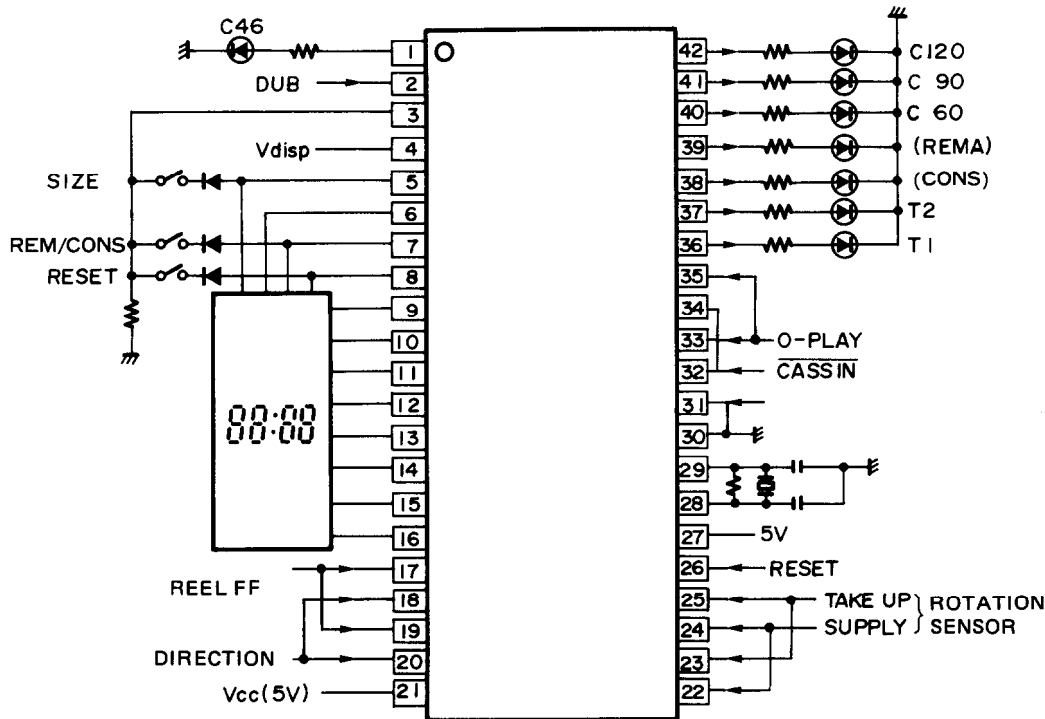 C46
1
DUB
2
3
Vdisp
4
SIZE
5
6
REM/CONS
7
RESET
8
9
10
11
12
13
14
15
16
88:88
REEL FF
17
18
19
DIRECTION
20
Vcc(5V)
21
42
C120
41
C 90
40
C 60
39
(REMA)
38
(CONS)
37
T2
36
T1
35
34
33
O-PLAY
32
CASSIN
31
30
29
28
27
5V
26
RESET
25
TAKE UP
ROTATION
24
SUPPLY
SENSOR
23
22